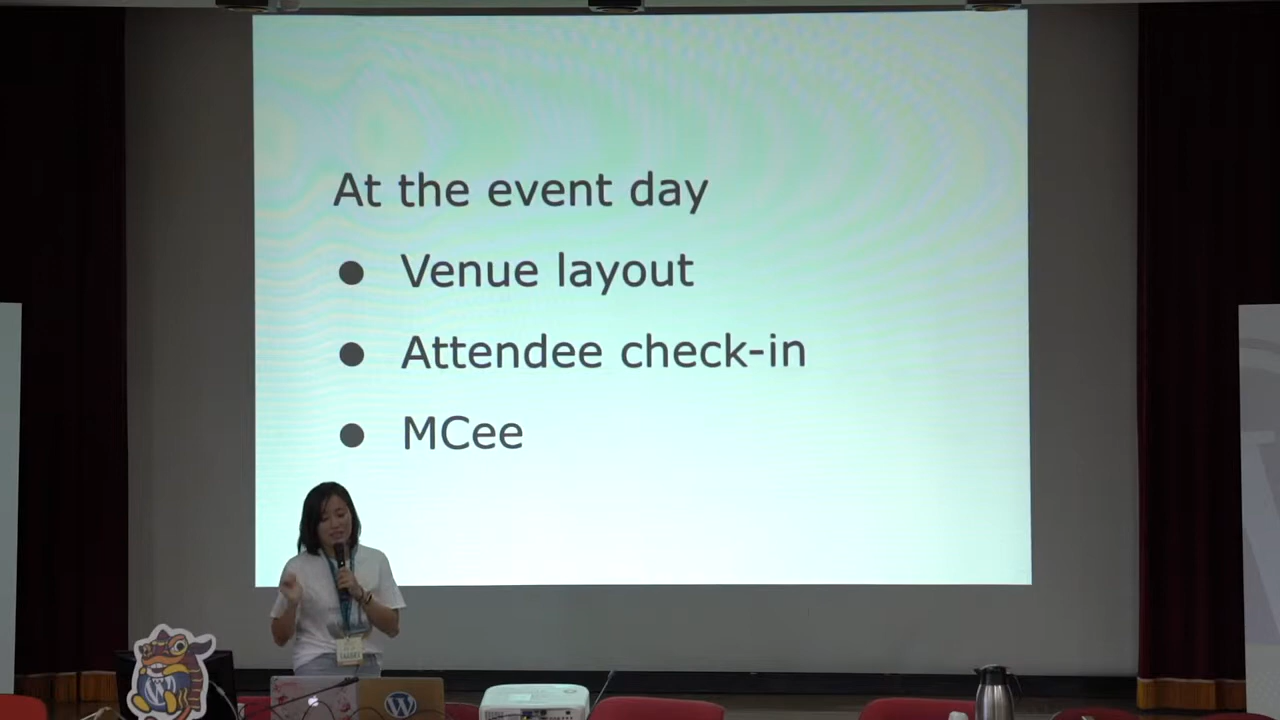 At the event day
● Venue layout
● Attendee check-in
● MCee